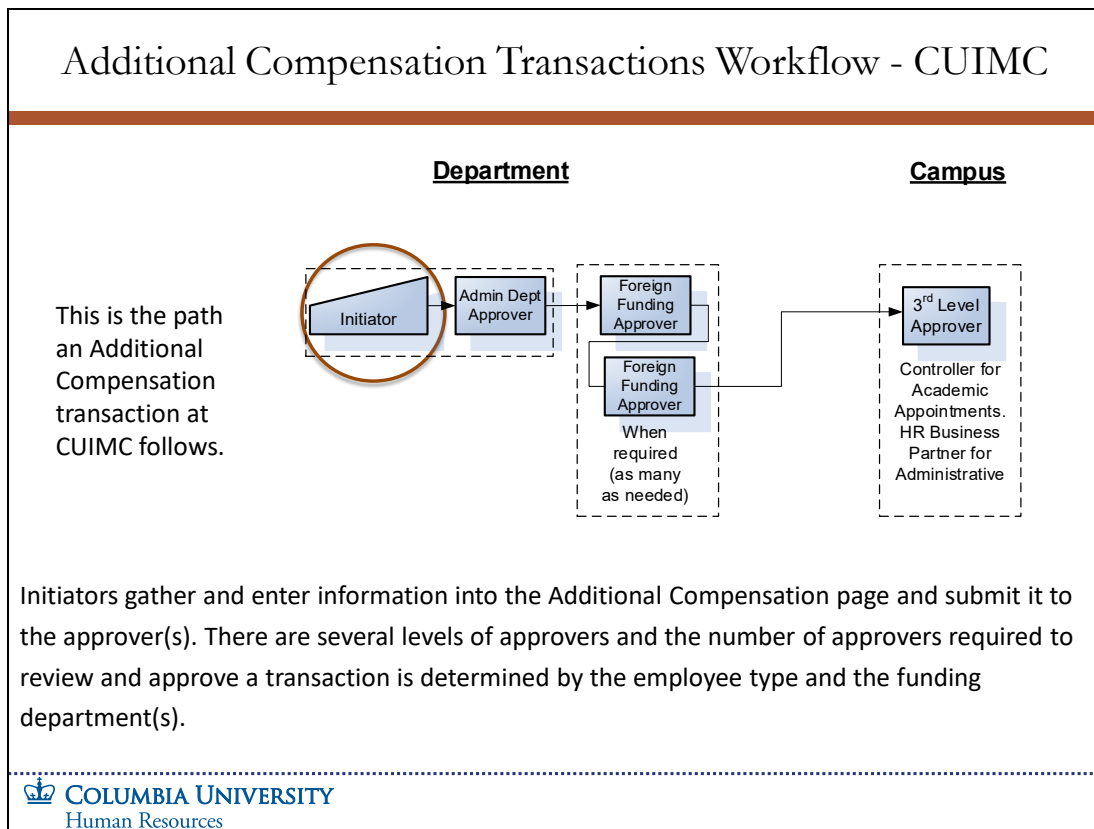 Additional Compensation Transactions Workflow - CUIMC
Department
Campus
This is the path
an Additional
Compensation
transaction at
CUIMC follows.
Initiator
Admin Dept
Approver
Foreign
Funding
Approver
Foreign
Funding
Approver
When
required
(as many
as needed)
3rd Level
Approver
Controller for
Academic
Appointments.
HR Business
Partner for
Administrative
Initiators gather and enter information into the Additional Compensation page and submit it to
the approver(s). There are several levels of approvers and the number of approvers required to
review and approve a transaction is determined by the employee type and the funding
department(s).
COLUMBIA UNIVERSITY
Human Resources